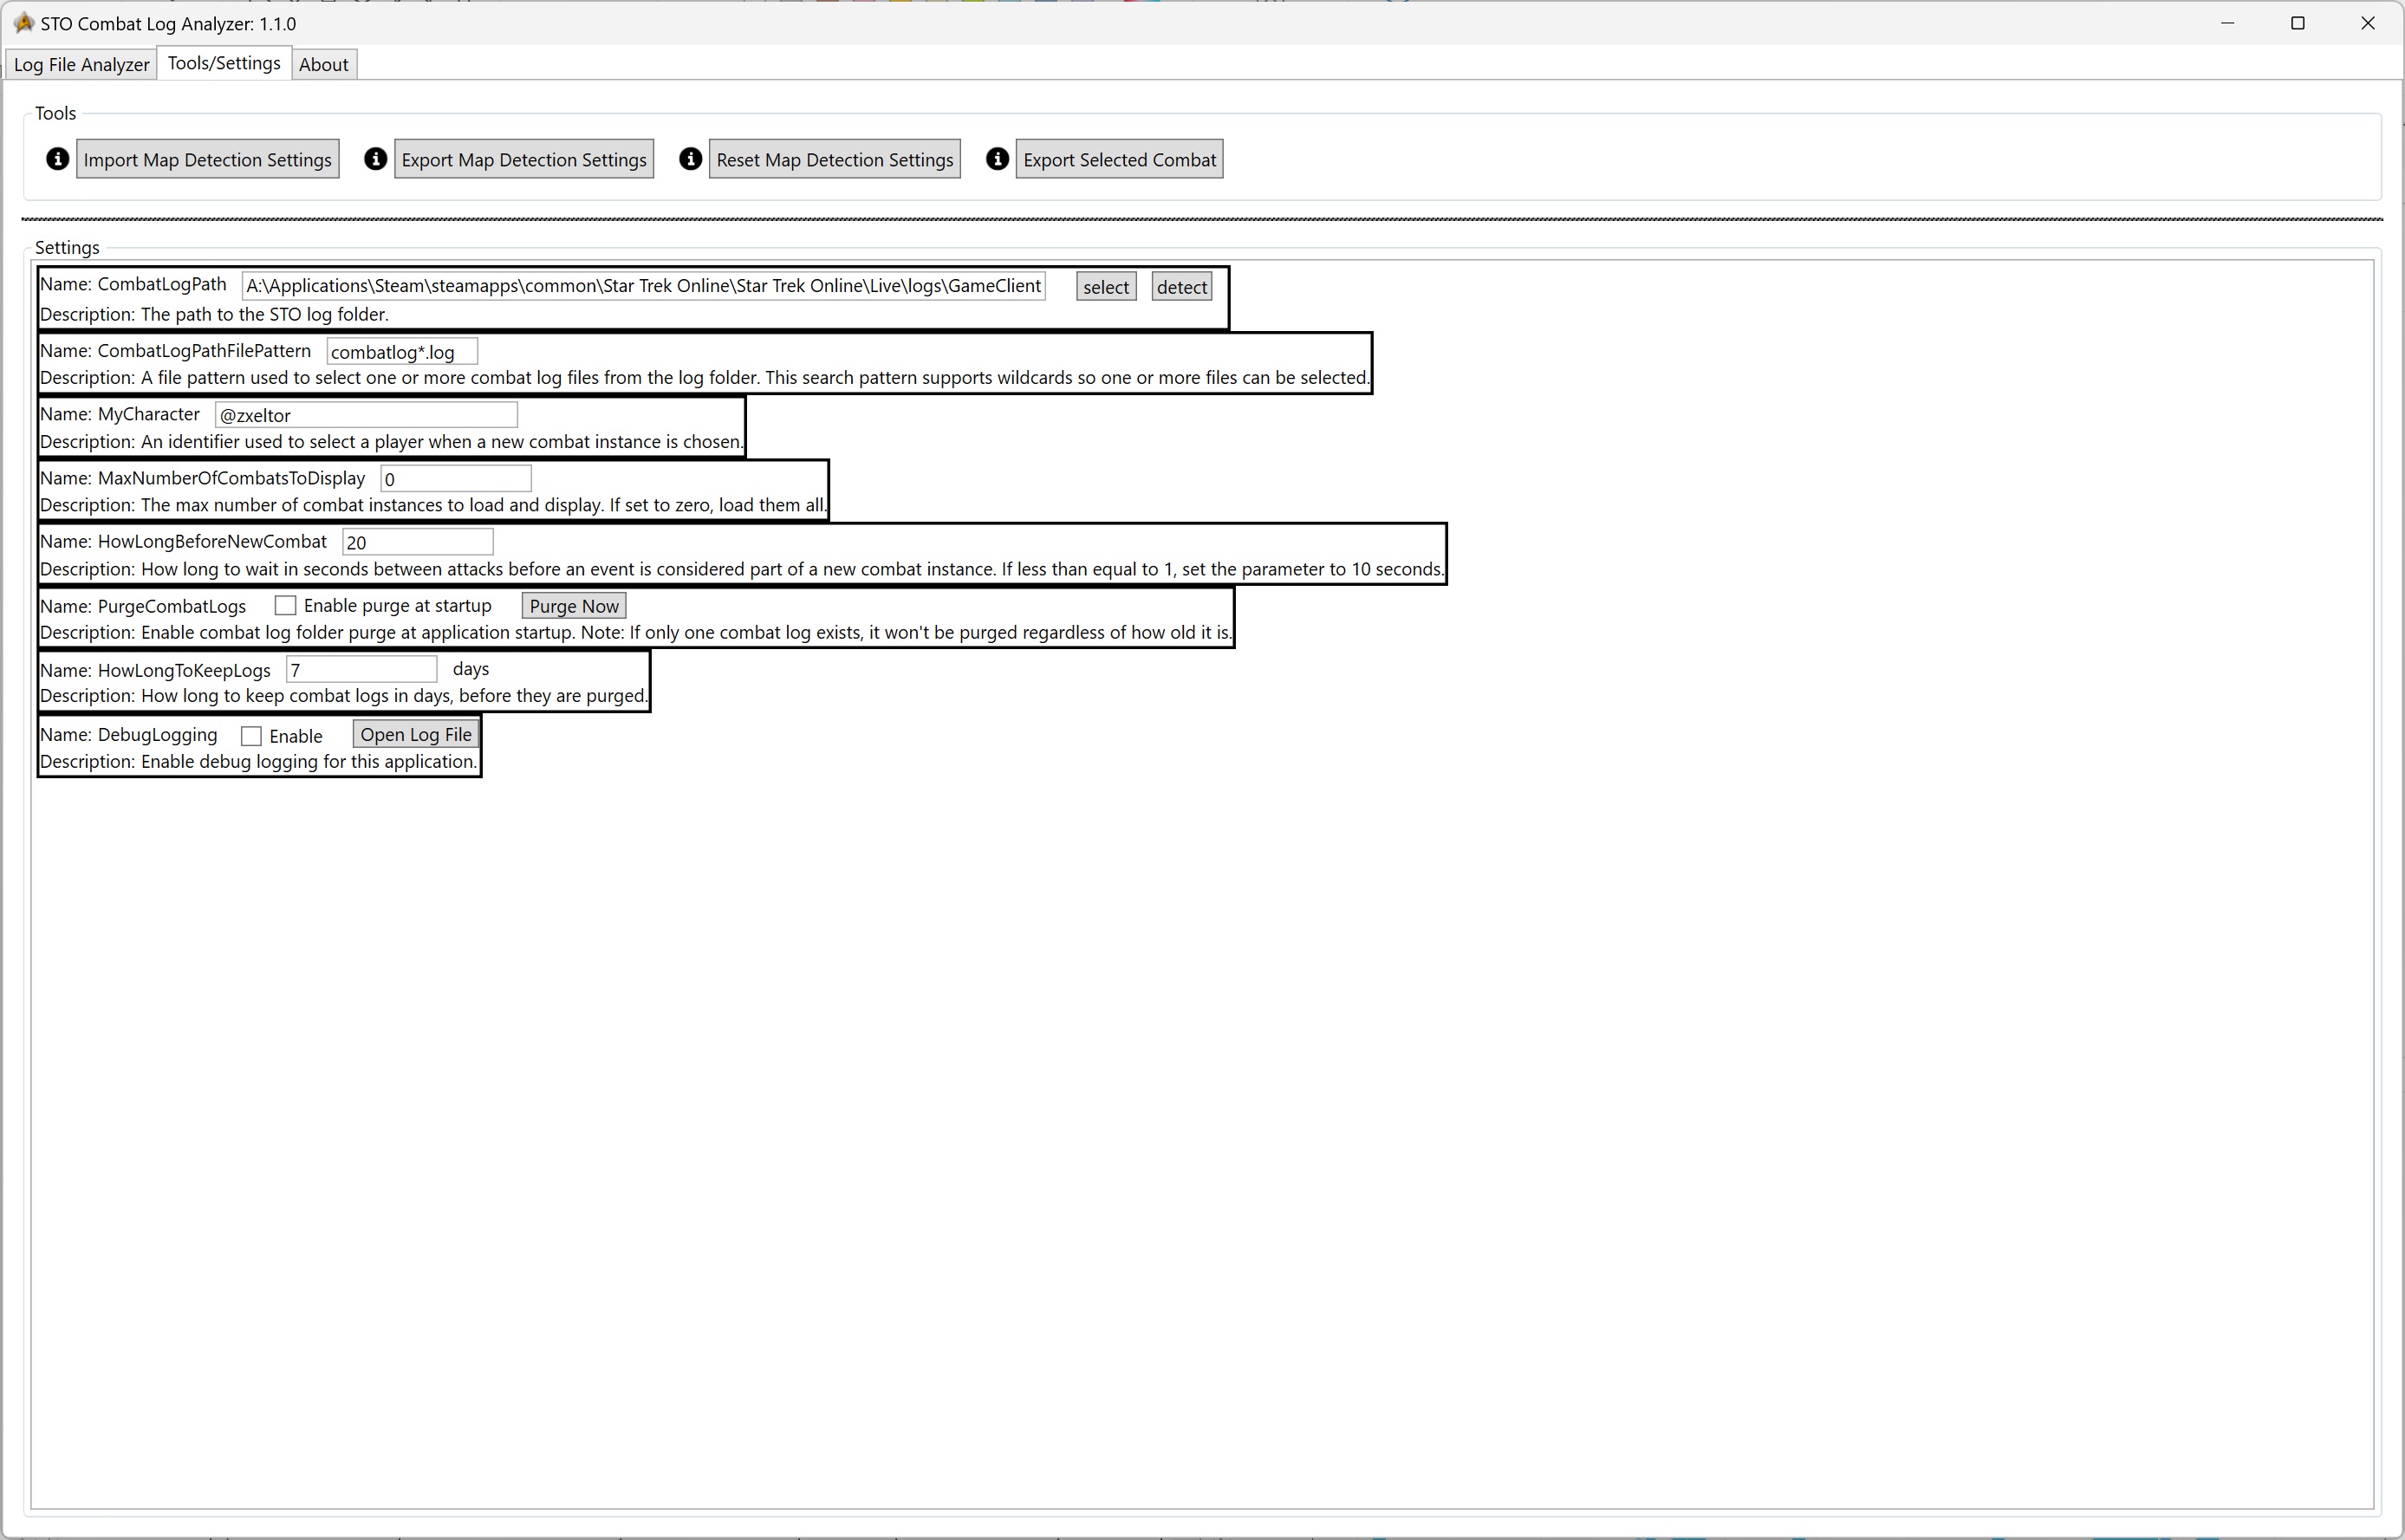 STO Combat Log Analyzer: 1.1.0
Log File Analyzer Tools/Settings About
Tools
Import Map Detection Settings Export Map Detection Settings Reset Map Detection Settings Export Selected Combat
Settings
Name: CombatLogPath A:\Applications\Steam\steamapps\common\Star Trek Online\Star Trek Online\Live\logs\GameClient select detect
Description: The path to the STO log folder.
Name: CombatLogPathFilePattern combatlog*.log
Description: A file pattern used to select one or more combat log files from the log folder. This search pattern supports wildcards so one or more files can be selected.
Name: MyCharacter @zxeltor
Description: An identifier used to select a player when a new combat instance is chosen.
Name: MaxNumberOfCombatsToDisplay 0
Description: The max number of combat instances to load and display. If set to zero, load them all.
Name: HowLongBeforeNewCombat 20
Description: How long to wait in seconds between attacks before an event is considered part of a new combat instance. If less than equal to 1, set the parameter to 10 seconds.
Name: PurgeCombatLogs Enable purge at startup Purge Now
Description: Enable combat log folder purge at application startup. Note: If only one combat log exists, it won't be purged regardless of how old it is.
Name: HowLongToKeepLogs 7 days
Description: How long to keep combat logs in days, before they are purged.
Name: DebugLogging Enable Open Log File
Description: Enable debug logging for this application.